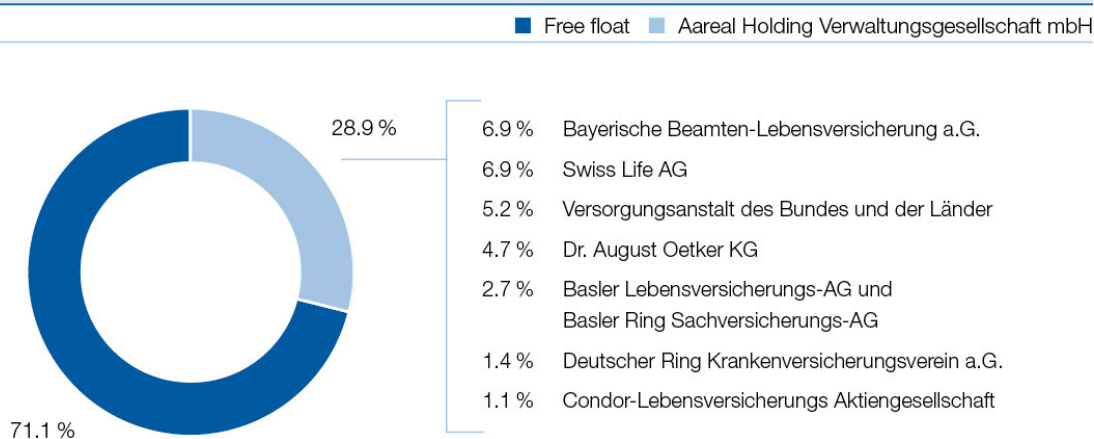 Free float Aareal Holding Verwaltungsgesellschaft mbH
28.9 %
6.9 % Bayerische Beamten-Lebensversicherung a.G.
6.9 % Swiss Life AG
5.2 % Versorgungsanstalt des Bundes und der Länder
4.7 % Dr. August Oetker KG
2.7 % Basler Lebensversicherungs-AG und
Basler Ring Sachversicherungs-AG
1.4 % Deutscher Ring Krankenversicherungsverein a.G.
1.1 % Condor-Lebensversicherungs Aktiengesellschaft
71.1 %